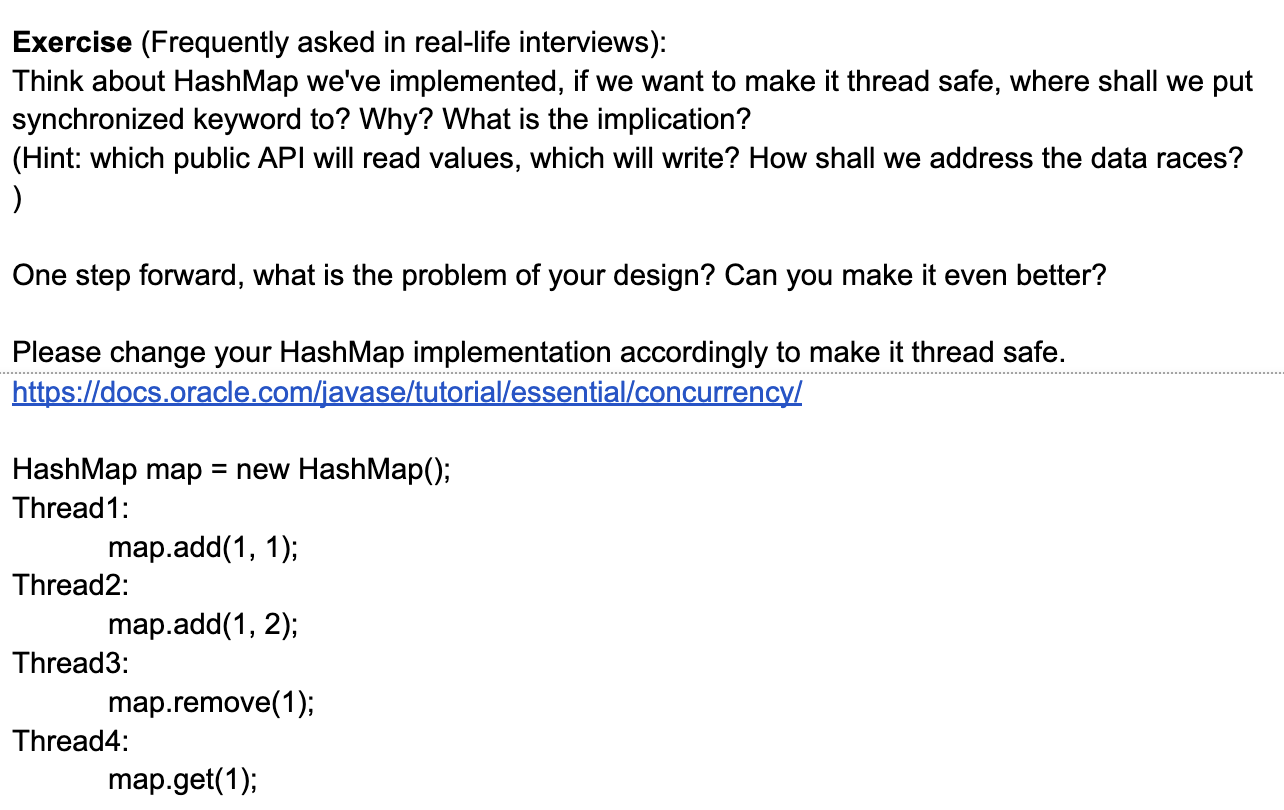 Exercise (Frequently asked in real-life interviews):
Think about HashMap we've implemented, if we want to make it thread safe, where shall we put
synchronized keyword to? Why? What is the implication?
(Hint: which public API will read values, which will write? How shall we address the data races?
)
One step forward, what is the problem of your design? Can you make it even better?
Please change your HashMap implementation accordingly to make it thread safe.
https://docs.oracle.com/javase/tutorial/essential/concurrency/
HashMap map = new HashMap();
Thread1:
map.add(1, 1);
Thread2:
map.add(1, 2);
Thread3:
map.remove(1);
Thread4:
map.get(1);